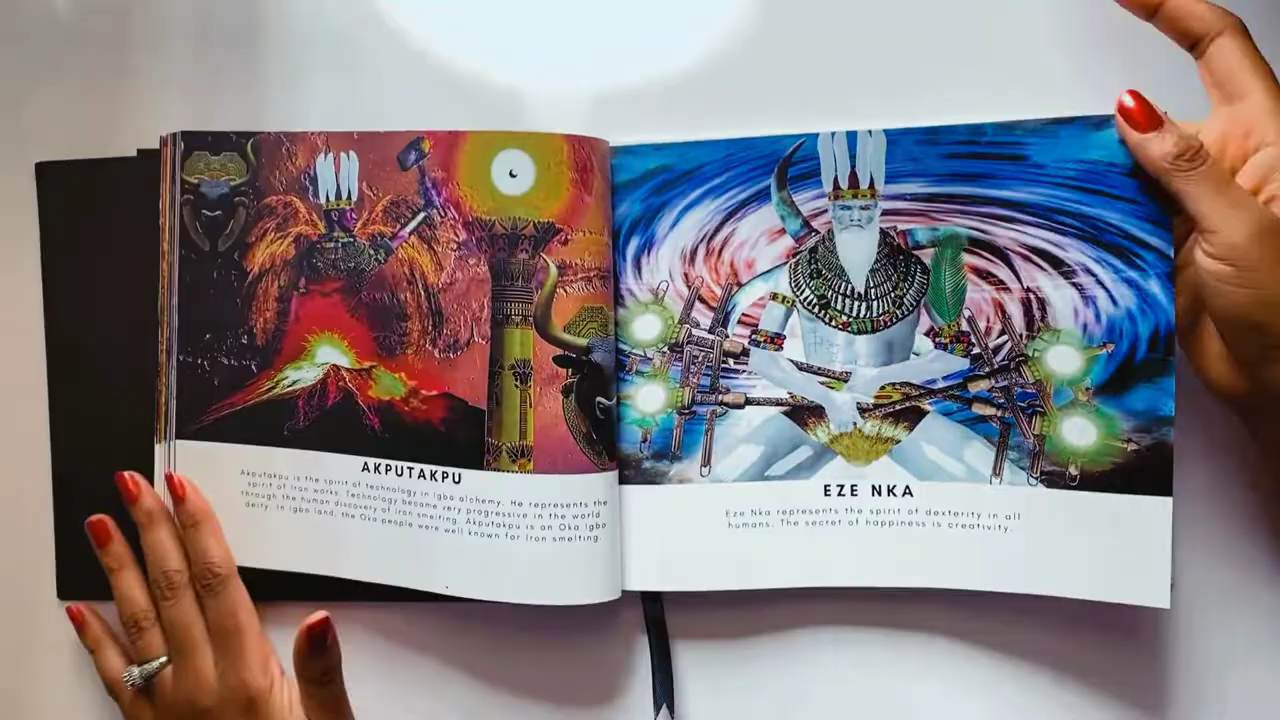 AKPUTAKPU
Akputakpu is the spirit of technology in Igbo alchemy. He represents the
spirit of iron works. Technology became very progressive in the world
through the human discovery of iron smelting. Akputakpu is an Oka Igbo
deity. In Igbo land, the Oka people were well known for Iron smelting.
EZE NKA
Eze Nka represents the spirit of dexterity in all
humans. The secret of happiness is creativity.